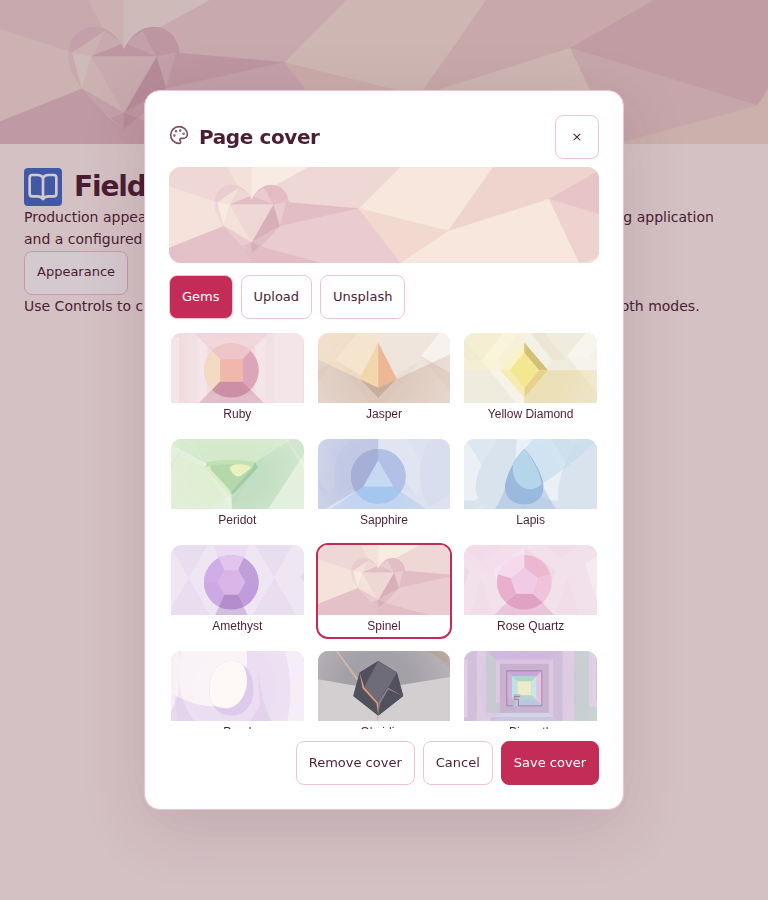 Page cover
×
Field
Production appea
g application
and a configured
Appearance
Use Controls to c
oth modes.
Gems
Upload
Unsplash
Ruby
Jasper
Yellow Diamond
Peridot
Sapphire
Lapis
Amethyst
Spinel
Rose Quartz
Remove cover
Cancel
Save cover